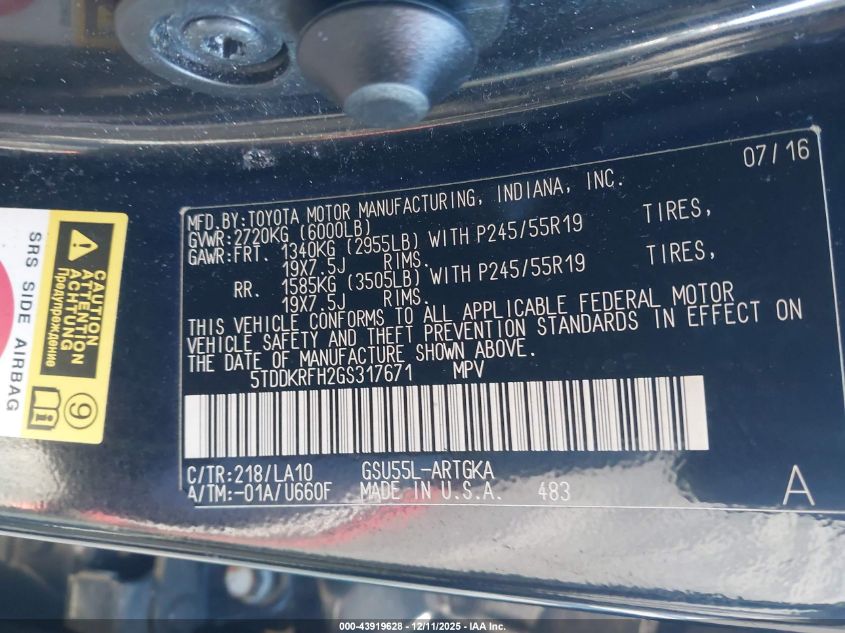 07/16
MFD.BY:TOYOTA MOTOR MANUFACTURING, INDIANA, INC.
GVWR:2720KG (6000LB)
GAWR:FRT. 1340KG (2955LB) WITH P245/55R19 TIRES,
19X7.5J RIMS.
RR. 1585KG (3505LB) WITH P245/55R19 TIRES,
19X7.5J RIMS.
THIS VEHICLE CONFORMS TO ALL APPLICABLE FEDERAL MOTOR
VEHICLE SAFETY AND THEFT PREVENTION STANDARDS IN EFFECT ON
THE DATE OF MANUFACTURE SHOWN ABOVE.
5TDDKRFH2GS317671 MPV
C/TR:218/LA10 GSU55L-ARTGKA
A/TM:-01A/U660F MADE IN U.S.A. 483
A
SRS SIDE AIRBAG
CAUTION
ACHTUNG
ATTENTION
Предупреждение
9
000-43919628 - 12/11/2025 - IAA Inc.